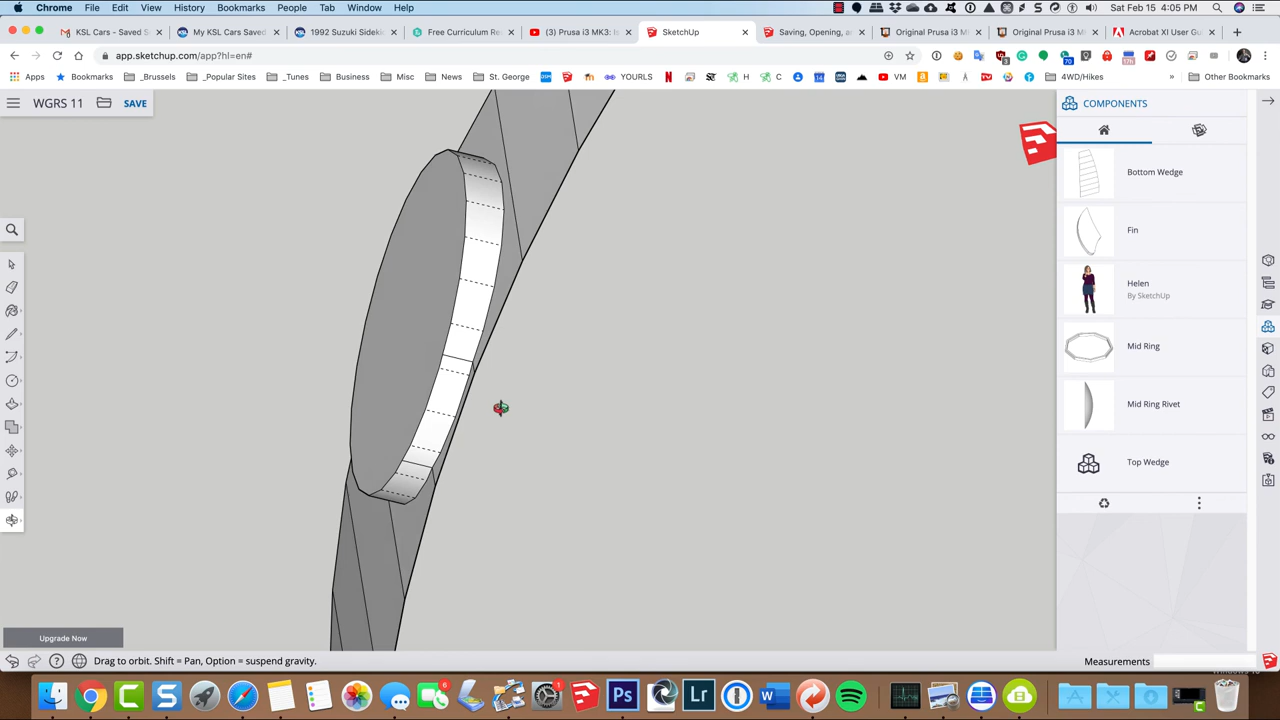 Chrome File Edit View History Bookmarks People Tab Window Help
Sat Feb 15 4:05 PM
KSL Cars - Saved S
My KSL Cars Saved
1992 Suzuki Sideki
Free Curriculum Re
(3) Prusa i3 MK3: In
SketchUp
Saving, Opening, a
Original Prusa i3 M
Original Prusa i3 M
Acrobat XI User Gu
app.sketchup.com/app?hl=en#
Apps Bookmarks _Brussels _Popular Sites _Tunes Business Misc News St. George YOURLS H C VM 4WD/Hikes » Other Bookmarks
WGRS 11 SAVE
COMPONENTS
Bottom Wedge
Fin
Helen
By SketchUp
Mid Ring
Mid Ring Rivet
Top Wedge
Upgrade Now
Drag to orbit. Shift = Pan, Option = suspend gravity.
Measurements